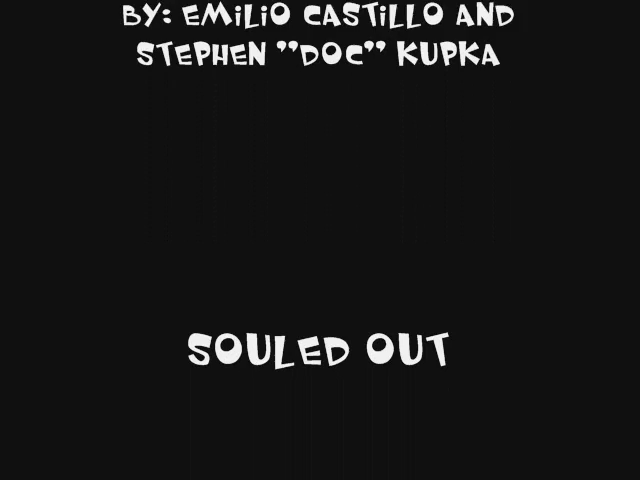 BY: EMILIO CASTILLO AND
STEPHEN "DOC" KUPKA
SOULED OUT